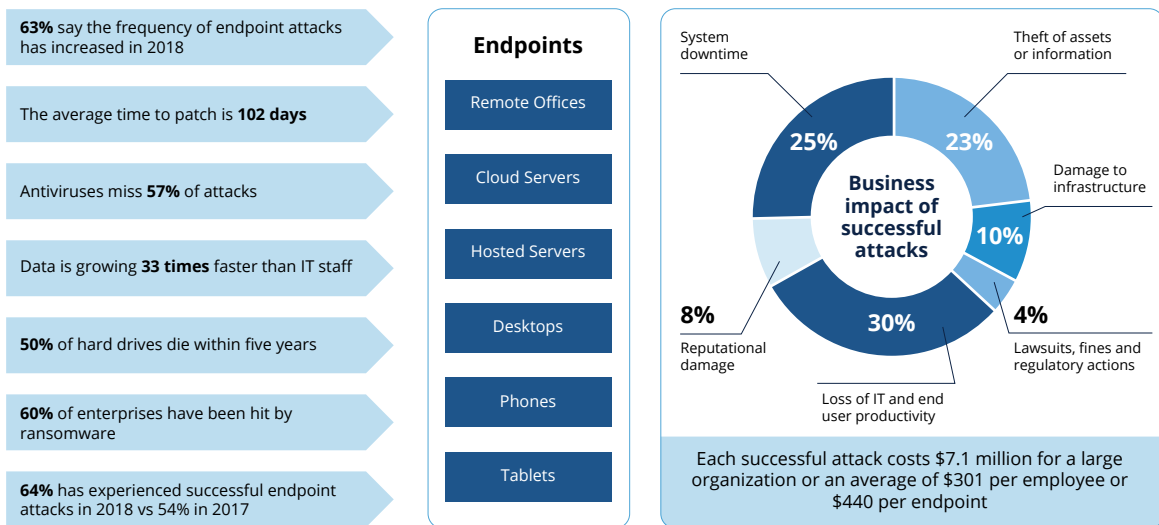 63% say the frequency of endpoint attacks
has increased in 2018
The average time to patch is 102 days
Antiviruses miss 57% of attacks
Data is growing 33 times faster than IT staff
50% of hard drives die within five years
60% of enterprises have been hit by
ransomware
64% has experienced successful endpoint
attacks in 2018 vs 54% in 2017
Endpoints
Remote Offices
Cloud Servers
Hosted Servers
Desktops
Phones
Tablets
System
downtime
25%
Theft of assets
or information
23%
Damage to
infrastructure
10%
Business
impact of
successful
attacks
8%
Reputational
damage
30%
Loss of IT and end
user productivity
4%
Lawsuits, fines and
regulatory actions
Each successful attack costs $7.1 million for a large
organization or an average of $301 per employee or
$440 per endpoint